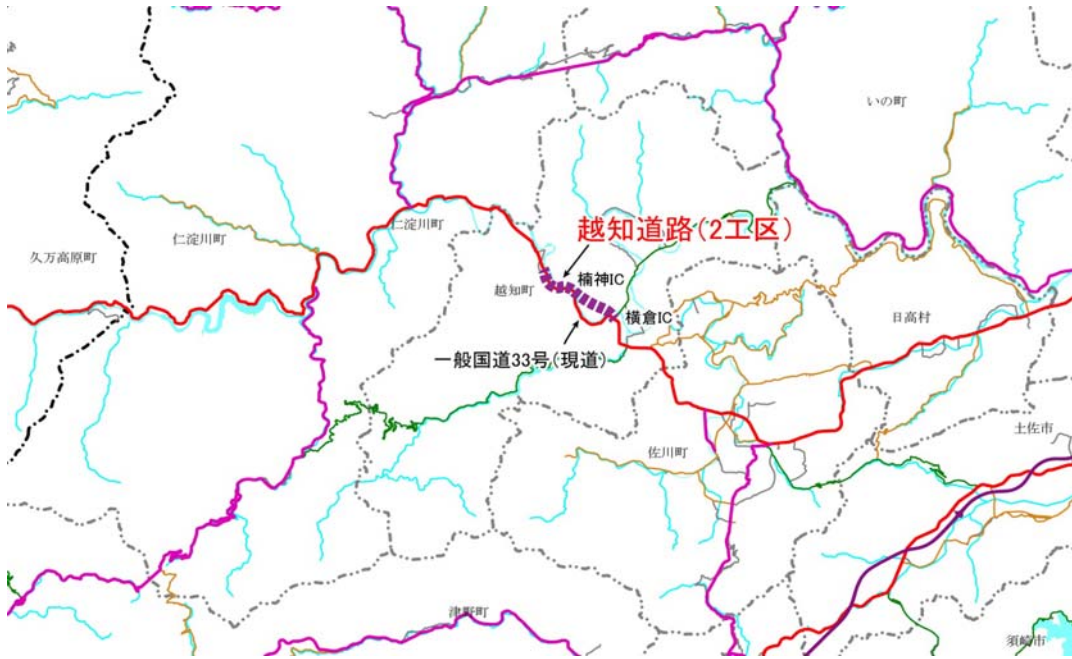 いの町
越知道路(2工区)
仁淀川町
仁淀川町
久万高原町
越知町
楠神IC
横倉IC
日高村
一般国道33号(現道)
土佐市
佐川町
津野町
須崎市